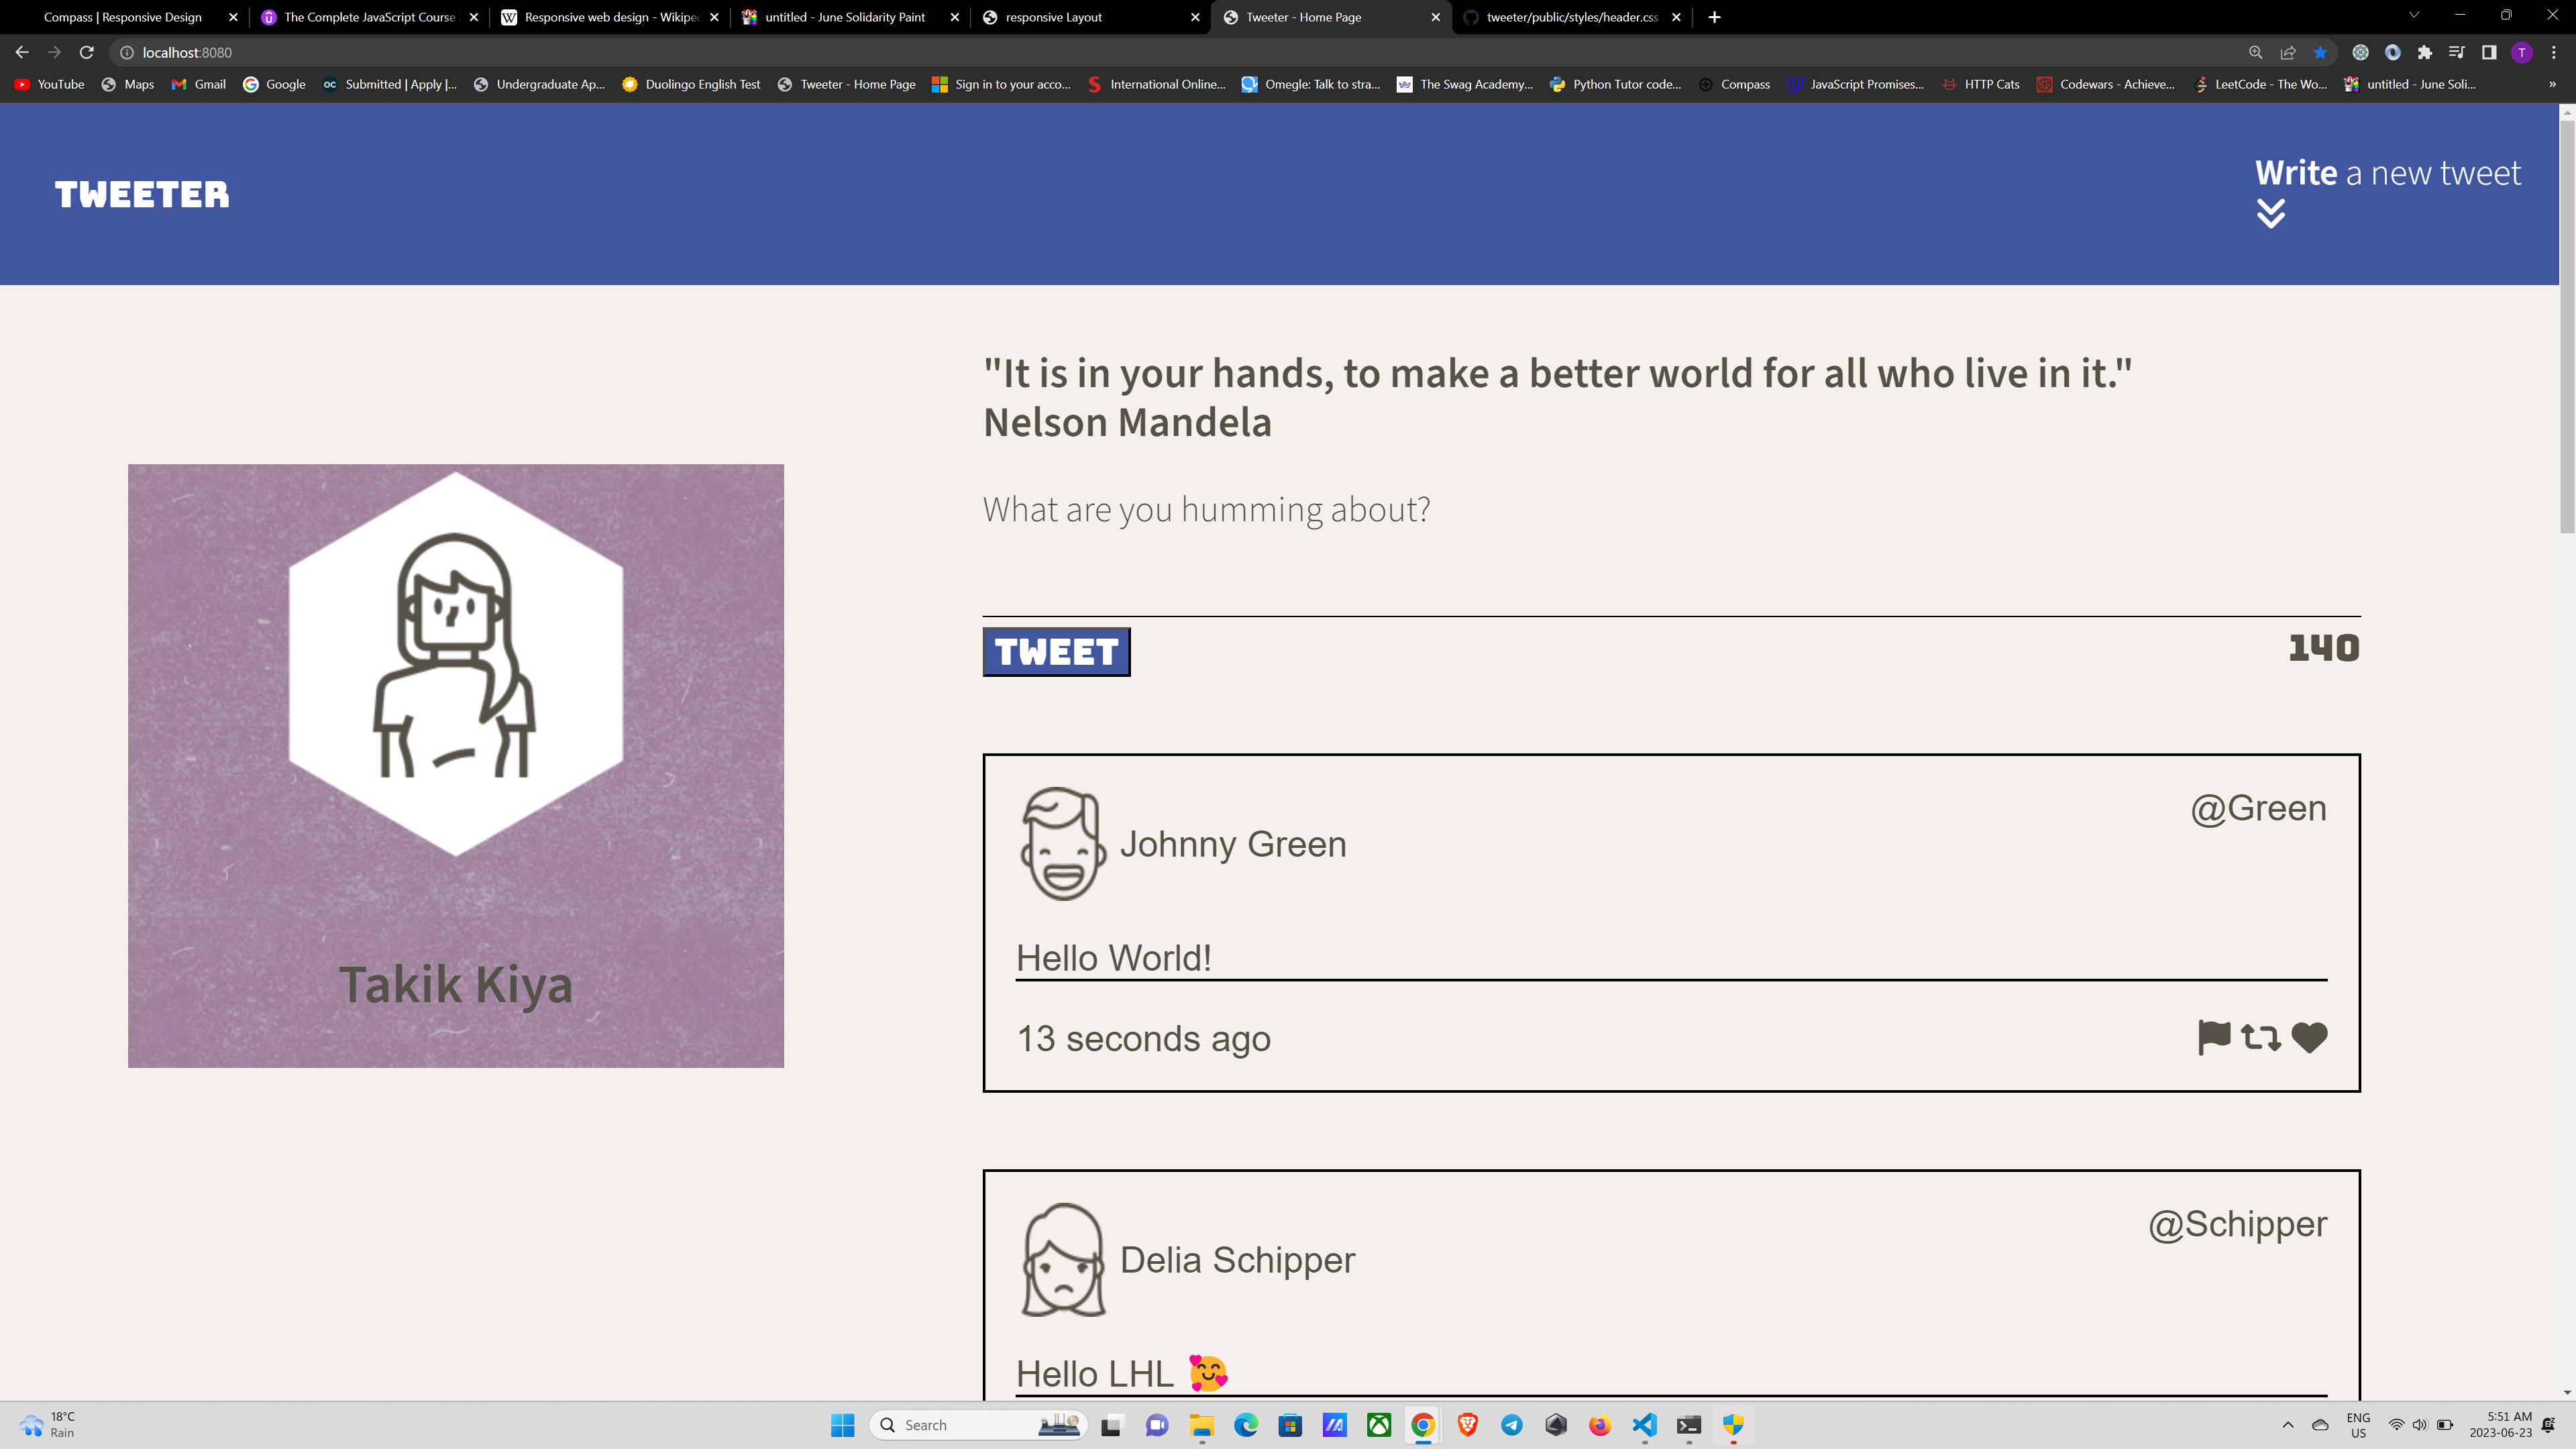 Compass | Responsive Design
The Complete JavaScript Course
Responsive web design - Wikipe
untitled - June Solidarity Paint
responsive Layout
Tweeter - Home Page
tweeter/public/styles/header.css
localhost:8080
T
YouTube
Maps
Gmail
Google
Submitted | Apply |...
Undergraduate Ap...
Duolingo English Test
Tweeter - Home Page
Sign in to your acco...
International Online...
Omegle: Talk to stra...
The Swag Academy...
Python Tutor code...
Compass
JavaScript Promises...
HTTP Cats
Codewars - Achieve...
LeetCode - The Wo...
untitled - June Soli...
»
TWEETER
Write a new tweet
"It is in your hands, to make a better world for all who live in it."
Nelson Mandela
What are you humming about?
TWEET
140
Takik Kiya
Johnny Green
@Green
Hello World!
13 seconds ago
Delia Schipper
@Schipper
Hello LHL 🥰
18°C
Rain
Search
ENG
US
5:51 AM
2023-06-23